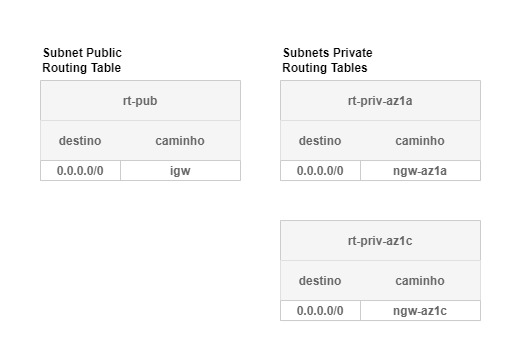 Subnet Public
Routing Table
rt-pub
destino caminho
0.0.0.0/0 igw
Subnets Private
Routing Tables
rt-priv-az1a
destino caminho
0.0.0.0/0 ngw-az1a
rt-priv-az1c
destino caminho
0.0.0.0/0 ngw-az1c